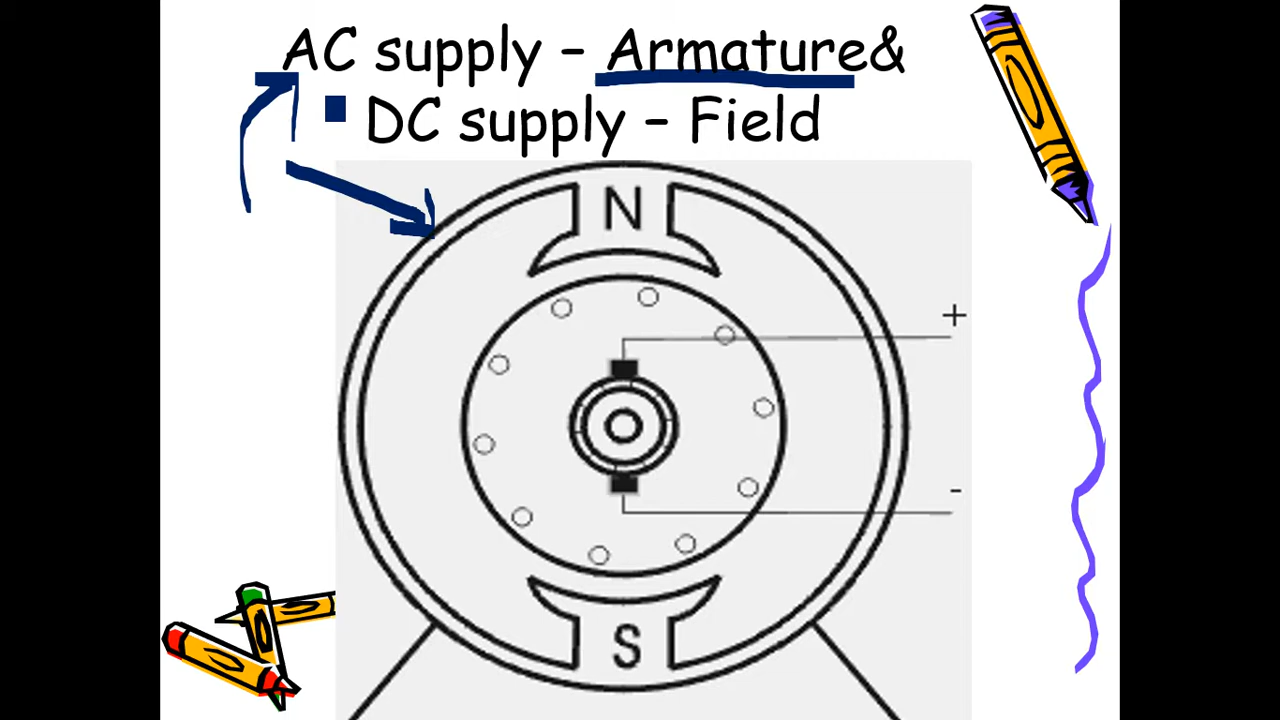 AC supply – Armature&
▪ DC supply – Field
N
+
-
S